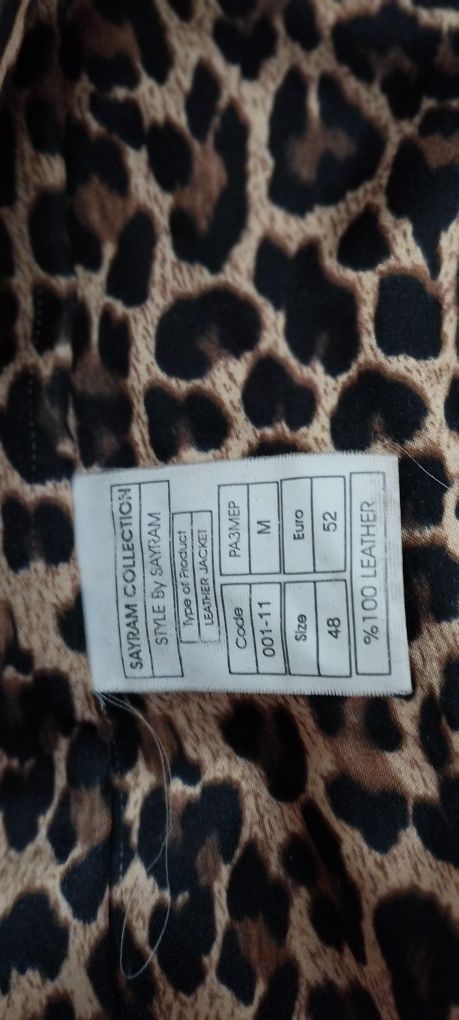 SAYRAM COLLECTION
STYLE By SAYRAM
Type of Product
LEATHER JACKET
Code
РАЗМЕР
001-11
M
Size
Euro
48
52
%100 LEATHER